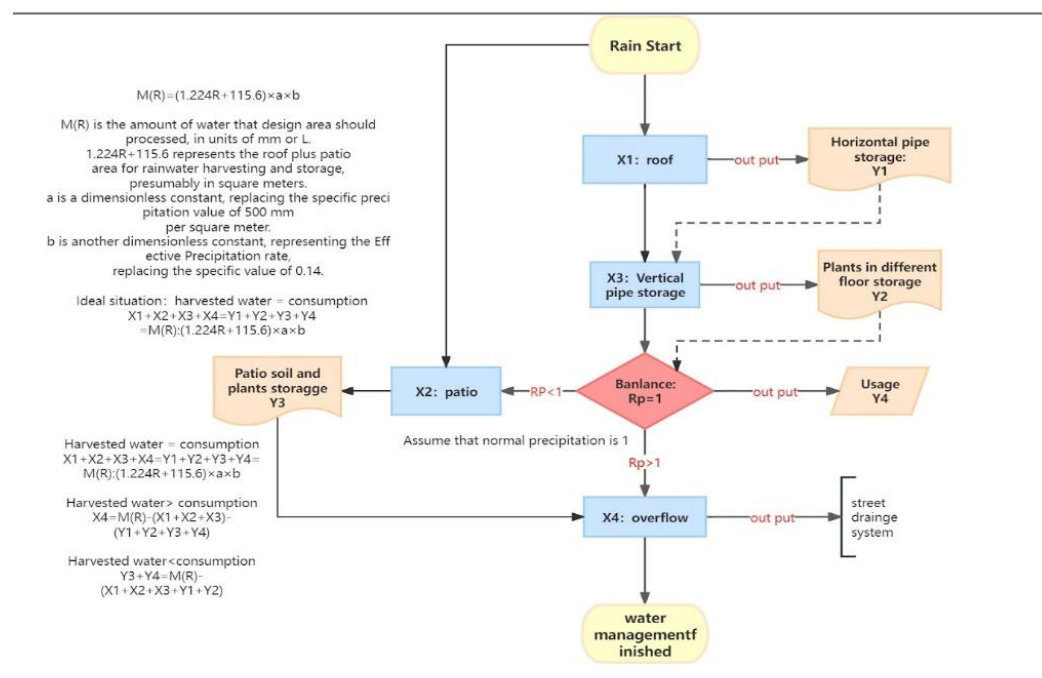 Rain Start
M(R)=(1.224R+115.6)×a×b
M(R) is the amount of water that design area should
processed, in units of mm or L.
1.224R+115.6 represents the roof plus patio
area for rainwater harvesting and storage,
presumably in square meters.
a is a dimensionless constant, replacing the specific preci
pitation value of 500 mm
per square meter.
b is another dimensionless constant, representing the Eff
ective Precipitation rate,
replacing the specific value of 0.14.
Ideal situation: harvested water = consumption
X1+X2+X3+X4=Y1+Y2+Y3+Y4
=M(R):(1.224R+115.6)×a×b
X1: roof
out put
Horizontal pipe
storage:
Y1
X3: Vertical
pipe storage
out put
Plants in different
floor storage
Y2
Patio soil and
plants storagge
Y3
X2: patio
RP<1
Banlance:
Rp=1
out put
Usage
Y4
Assume that normal precipitation is 1
Rp>1
Harvested water = consumption
X1+X2+X3+X4=Y1+Y2+Y3+Y4=
M(R):(1.224R+115.6)×a×b
Harvested water> consumption
X4=M(R)-(X1+X2+X3)-
(Y1+Y2+Y3+Y4)
Harvested water<consumption
Y3+Y4=M(R)-
(X1+X2+X3+Y1+Y2)
X4: overflow
out put
street
drainge
system
water
managementf
inished